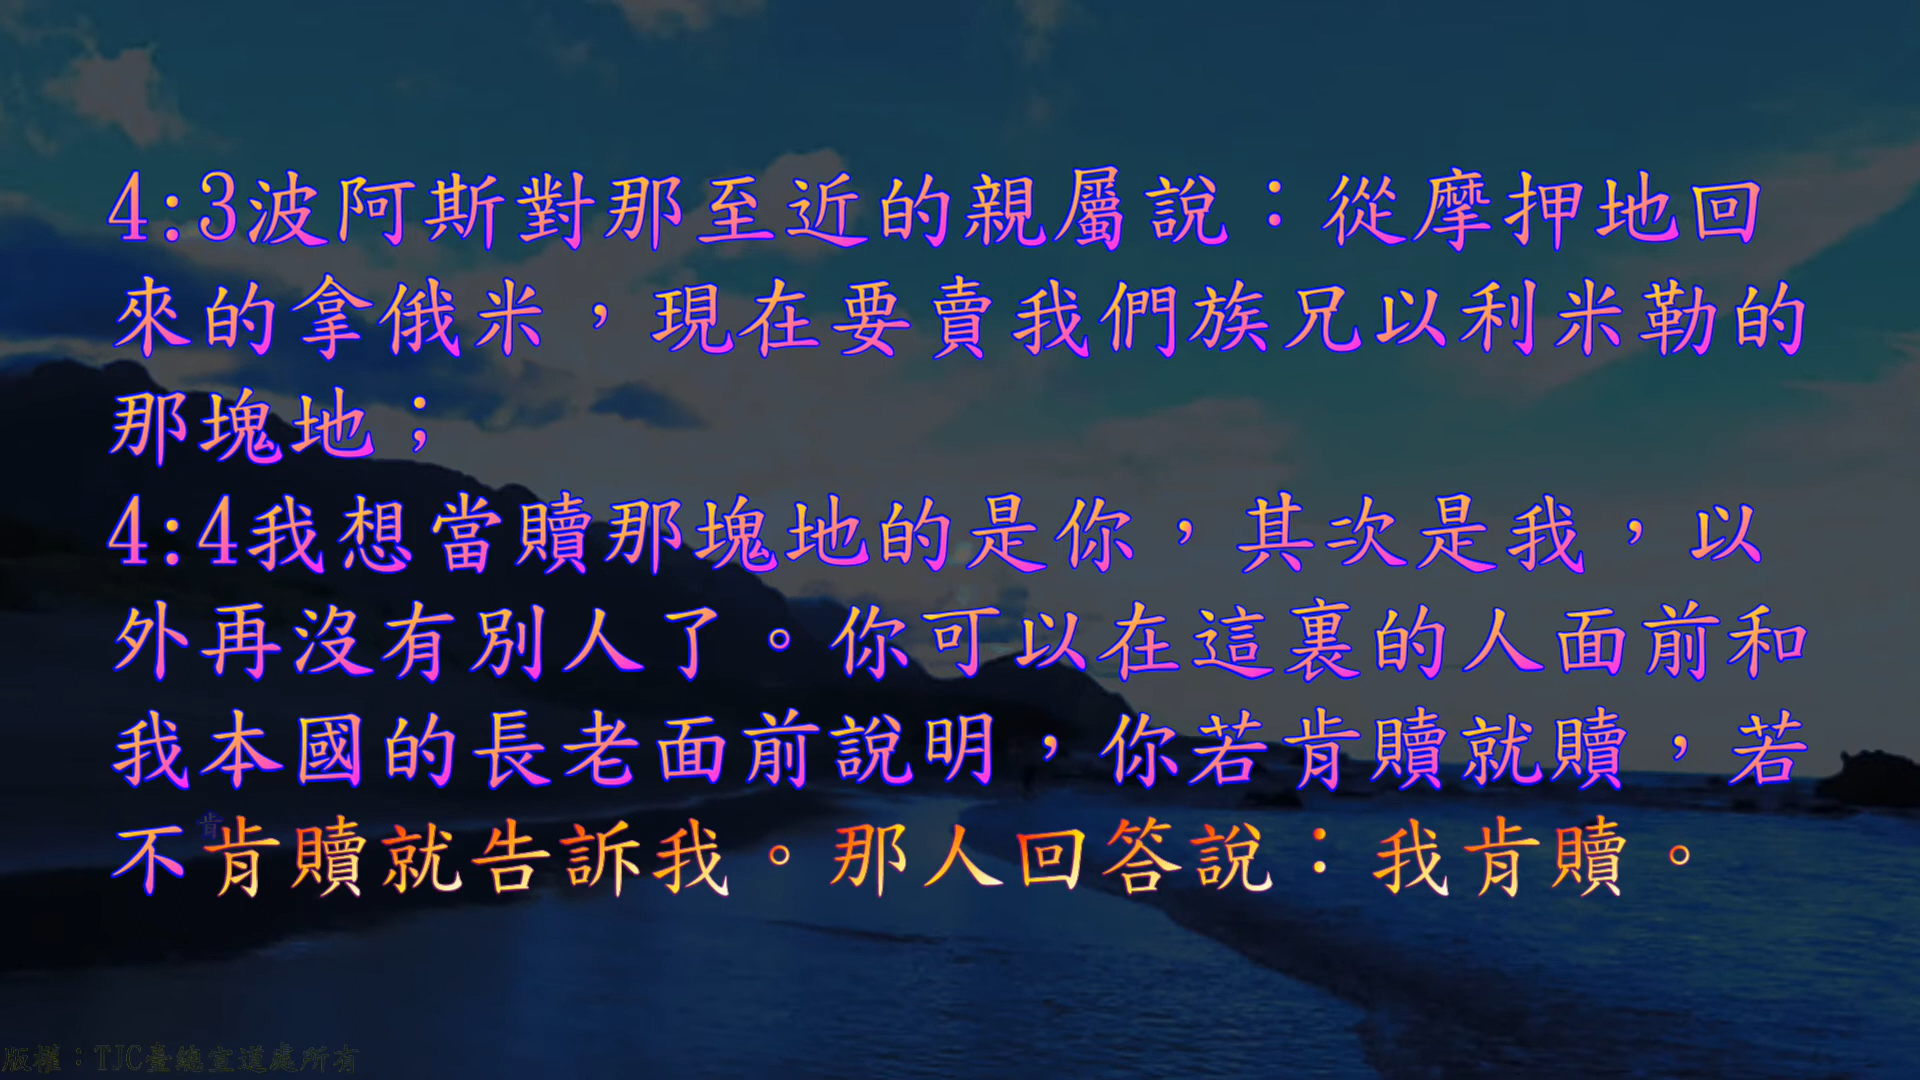 4:3波阿斯對那至近的親屬說：從摩押地回
來的拿俄米，現在要賣我們族兄以利米勒的
那塊地；
4:4我想當贖那塊地的是你，其次是我，以
外再沒有別人了。你可以在這裏的人面前和
我本國的長老面前說明，你若肯贖就贖，若
肯
不肯贖就告訴我。那人回答說：我肯贖。
版權：TJC臺總宣道處所有